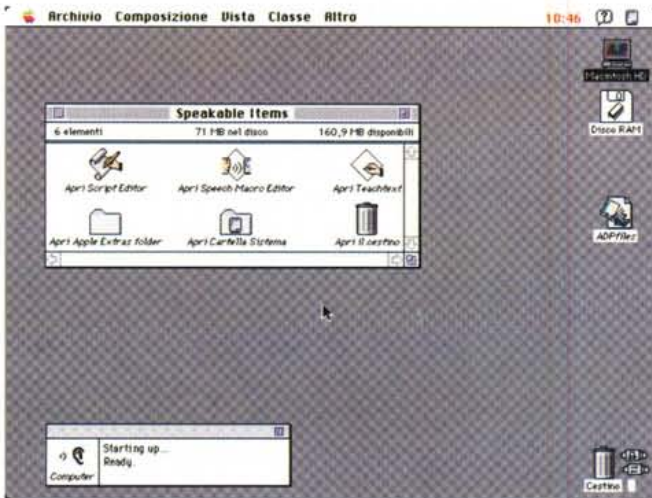 Archivio Composizione Vista Classe Altro 10:46
Macintosh HD
Speakable Items
6 elementi 71 MB nel disco 160,9 MB disponibili
Disco RAM
Apri Script Editor Apri Speech Macro Editor Apri Teachtext
ADPfiles
Apri Apple Extras folder Apri Cartella Sistema Apri il cestino
Starting up...
Ready.
Computer
Cestino